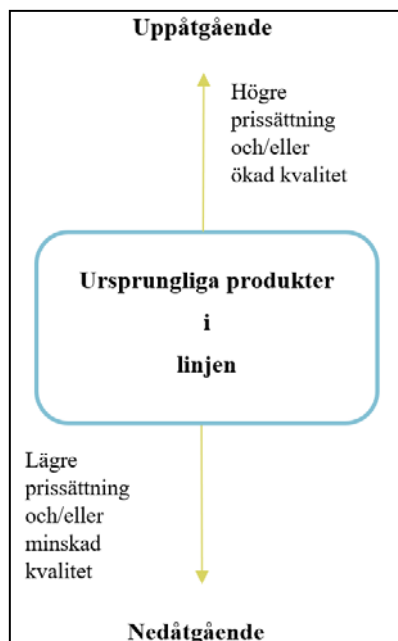 Uppåtgående
Högre
prissättning
och/eller
ökad kvalitet
Ursprungliga produkter
i
linjen
Lägre
prissättning
och/eller
minskad
kvalitet
Nedåtgående